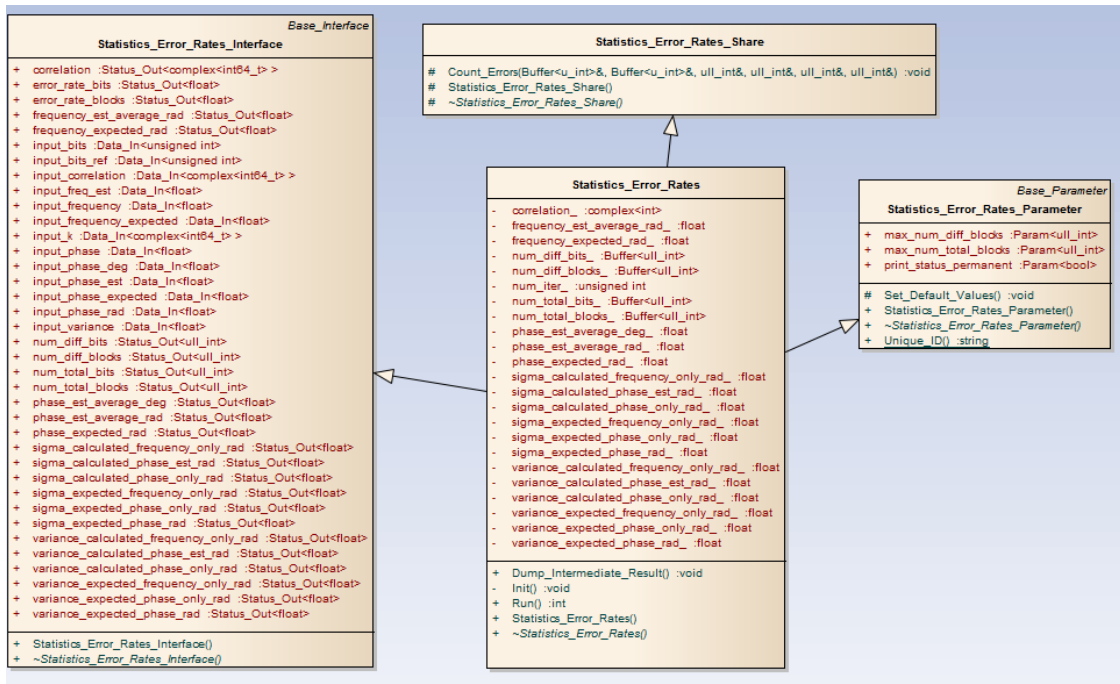 Base_Interface
Statistics_Error_Rates_Interface
+ correlation :Status_Out<complex<int64_t> >
+ error_rate_bits :Status_Out<float>
+ error_rate_blocks :Status_Out<float>
+ frequency_est_average_rad :Status_Out<float>
+ frequency_expected_rad :Status_Out<float>
+ input_bits :Data_In<unsigned int>
+ input_bits_ref :Data_In<unsigned int>
+ input_correlation :Data_In<complex<int64_t> >
+ input_freq_est :Data_In<float>
+ input_frequency :Data_In<float>
+ input_frequency_expected :Data_In<float>
+ input_k :Data_In<complex<int64_t> >
+ input_phase :Data_In<float>
+ input_phase_deg :Data_In<float>
+ input_phase_est :Data_In<float>
+ input_phase_expected :Data_In<float>
+ input_phase_rad :Data_In<float>
+ input_variance :Data_In<float>
+ num_diff_bits :Status_Out<ull_int>
+ num_diff_blocks :Status_Out<ull_int>
+ num_total_bits :Status_Out<ull_int>
+ num_total_blocks :Status_Out<ull_int>
+ phase_est_average_deg :Status_Out<float>
+ phase_est_average_rad :Status_Out<float>
+ phase_expected_rad :Status_Out<float>
+ sigma_calculated_frequency_only_rad :Status_Out<float>
+ sigma_calculated_phase_est_rad :Status_Out<float>
+ sigma_calculated_phase_only_rad :Status_Out<float>
+ sigma_expected_frequency_only_rad :Status_Out<float>
+ sigma_expected_phase_only_rad :Status_Out<float>
+ sigma_expected_phase_rad :Status_Out<float>
+ variance_calculated_frequency_only_rad :Status_Out<float>
+ variance_calculated_phase_est_rad :Status_Out<float>
+ variance_calculated_phase_only_rad :Status_Out<float>
+ variance_expected_frequency_only_rad :Status_Out<float>
+ variance_expected_phase_only_rad :Status_Out<float>
+ variance_expected_phase_rad :Status_Out<float>
+ Statistics_Error_Rates_Interface()
+ ~Statistics_Error_Rates_Interface()
Statistics_Error_Rates_Share
# Count_Errors(Buffer<u_int>&, Buffer<u_int>&, ull_int&, ull_int&, ull_int&, ull_int&) :void
# Statistics_Error_Rates_Share()
# ~Statistics_Error_Rates_Share()
Statistics_Error_Rates
- correlation_ :complex<int>
- frequency_est_average_rad_ :float
- frequency_expected_rad_ :float
- num_diff_bits_ :Buffer<ull_int>
- num_diff_blocks_ :Buffer<ull_int>
- num_iter_ :unsigned int
- num_total_bits_ :Buffer<ull_int>
- num_total_blocks_ :Buffer<ull_int>
- phase_est_average_deg_ :float
- phase_est_average_rad_ :float
- phase_expected_rad_ :float
- sigma_calculated_frequency_only_rad_ :float
- sigma_calculated_phase_est_rad_ :float
- sigma_calculated_phase_only_rad_ :float
- sigma_expected_frequency_only_rad_ :float
- sigma_expected_phase_only_rad_ :float
- sigma_expected_phase_rad_ :float
- variance_calculated_frequency_only_rad_ :float
- variance_calculated_phase_est_rad_ :float
- variance_calculated_phase_only_rad_ :float
- variance_expected_frequency_only_rad_ :float
- variance_expected_phase_only_rad_ :float
- variance_expected_phase_rad_ :float
+ Dump_Intermediate_Result() :void
- Init() :void
+ Run() :int
+ Statistics_Error_Rates()
+ ~Statistics_Error_Rates()
Base_Parameter
Statistics_Error_Rates_Parameter
+ max_num_diff_blocks :Param<ull_int>
+ max_num_total_blocks :Param<ull_int>
+ print_status_permanent :Param<bool>
# Set_Default_Values() :void
+ Statistics_Error_Rates_Parameter()
+ ~Statistics_Error_Rates_Parameter()
+ Unique_ID() :string